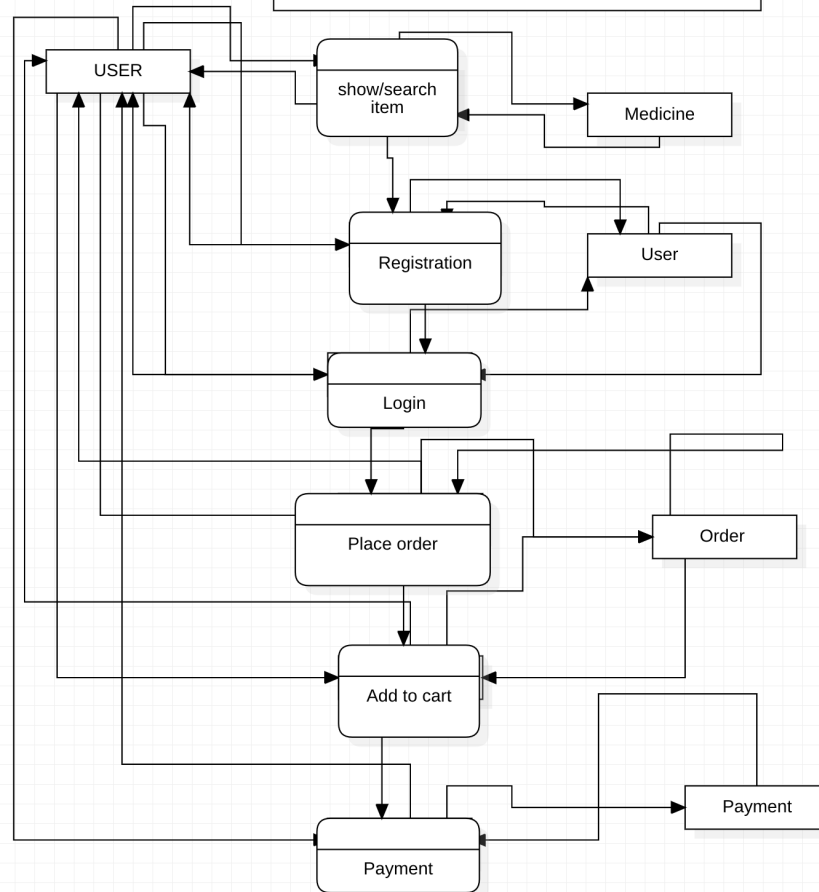 USER
show/search
item
Medicine
Registration
User
Login
Place order
Order
Add to cart
Payment
Payment